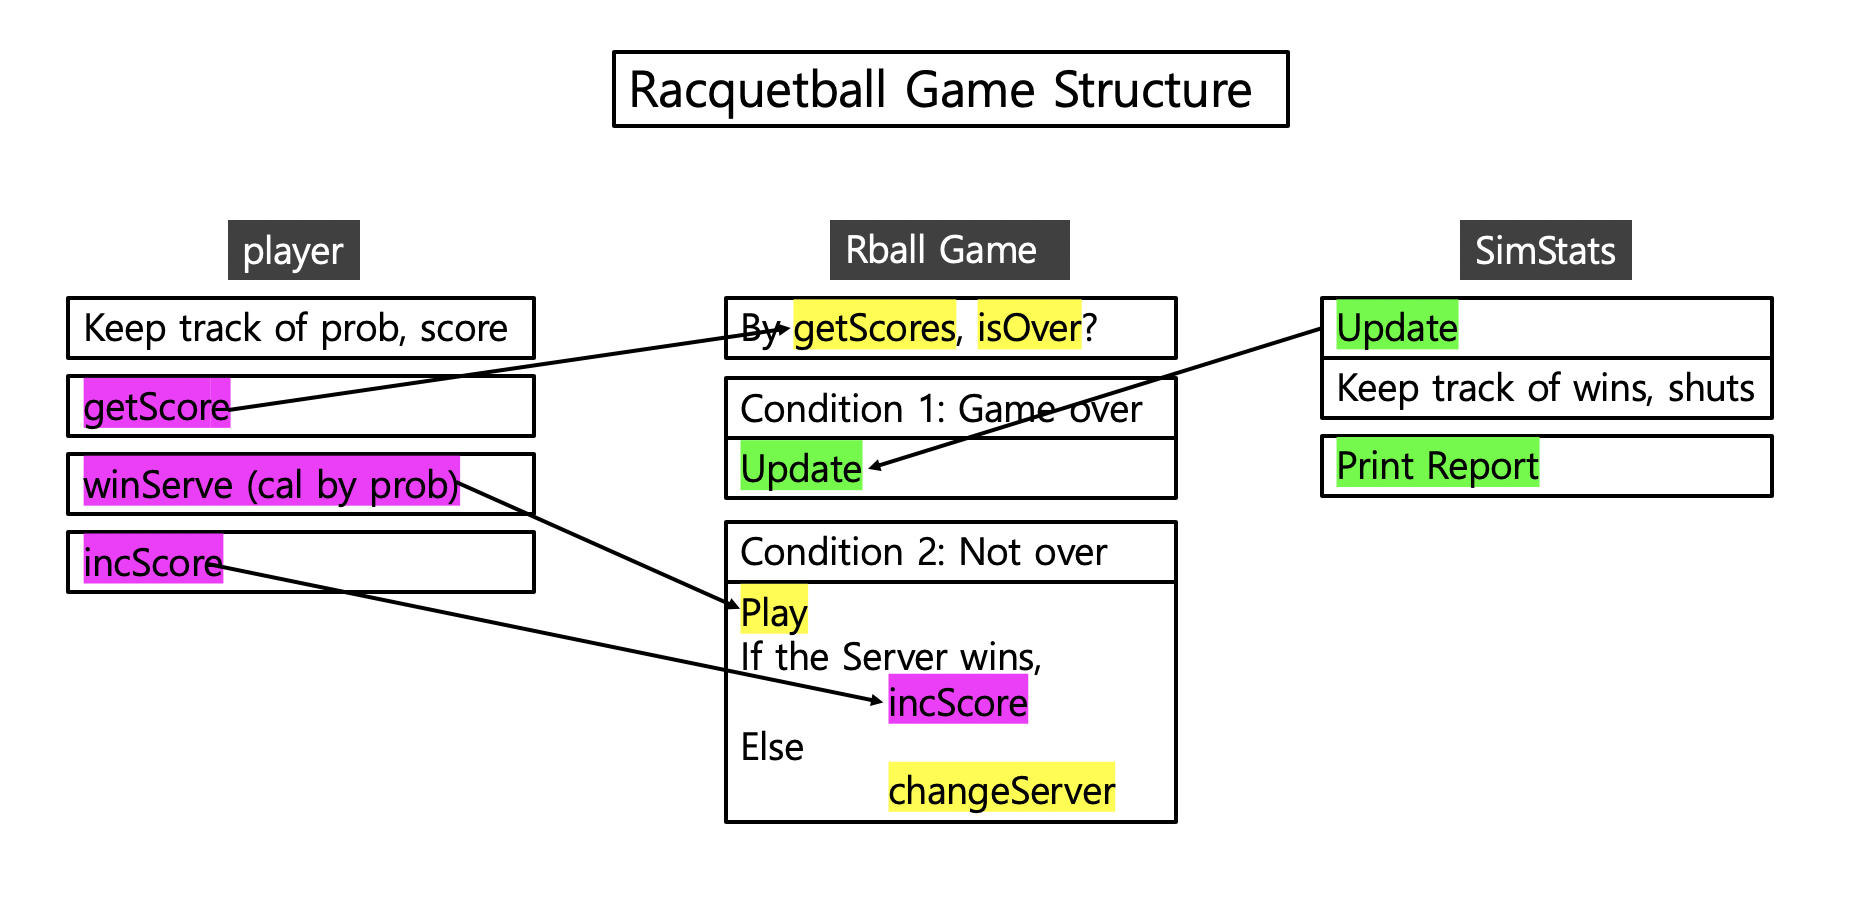 Racquetball Game Structure
player
Keep track of prob, score
getScore
winServe (cal by prob)
incScore
Rball Game
By getScores, isOver?
Condition 1: Game over
Update
Condition 2: Not over
Play
If the Server wins,
incScore
Else
changeServer
SimStats
Update
Keep track of wins, shuts
Print Report